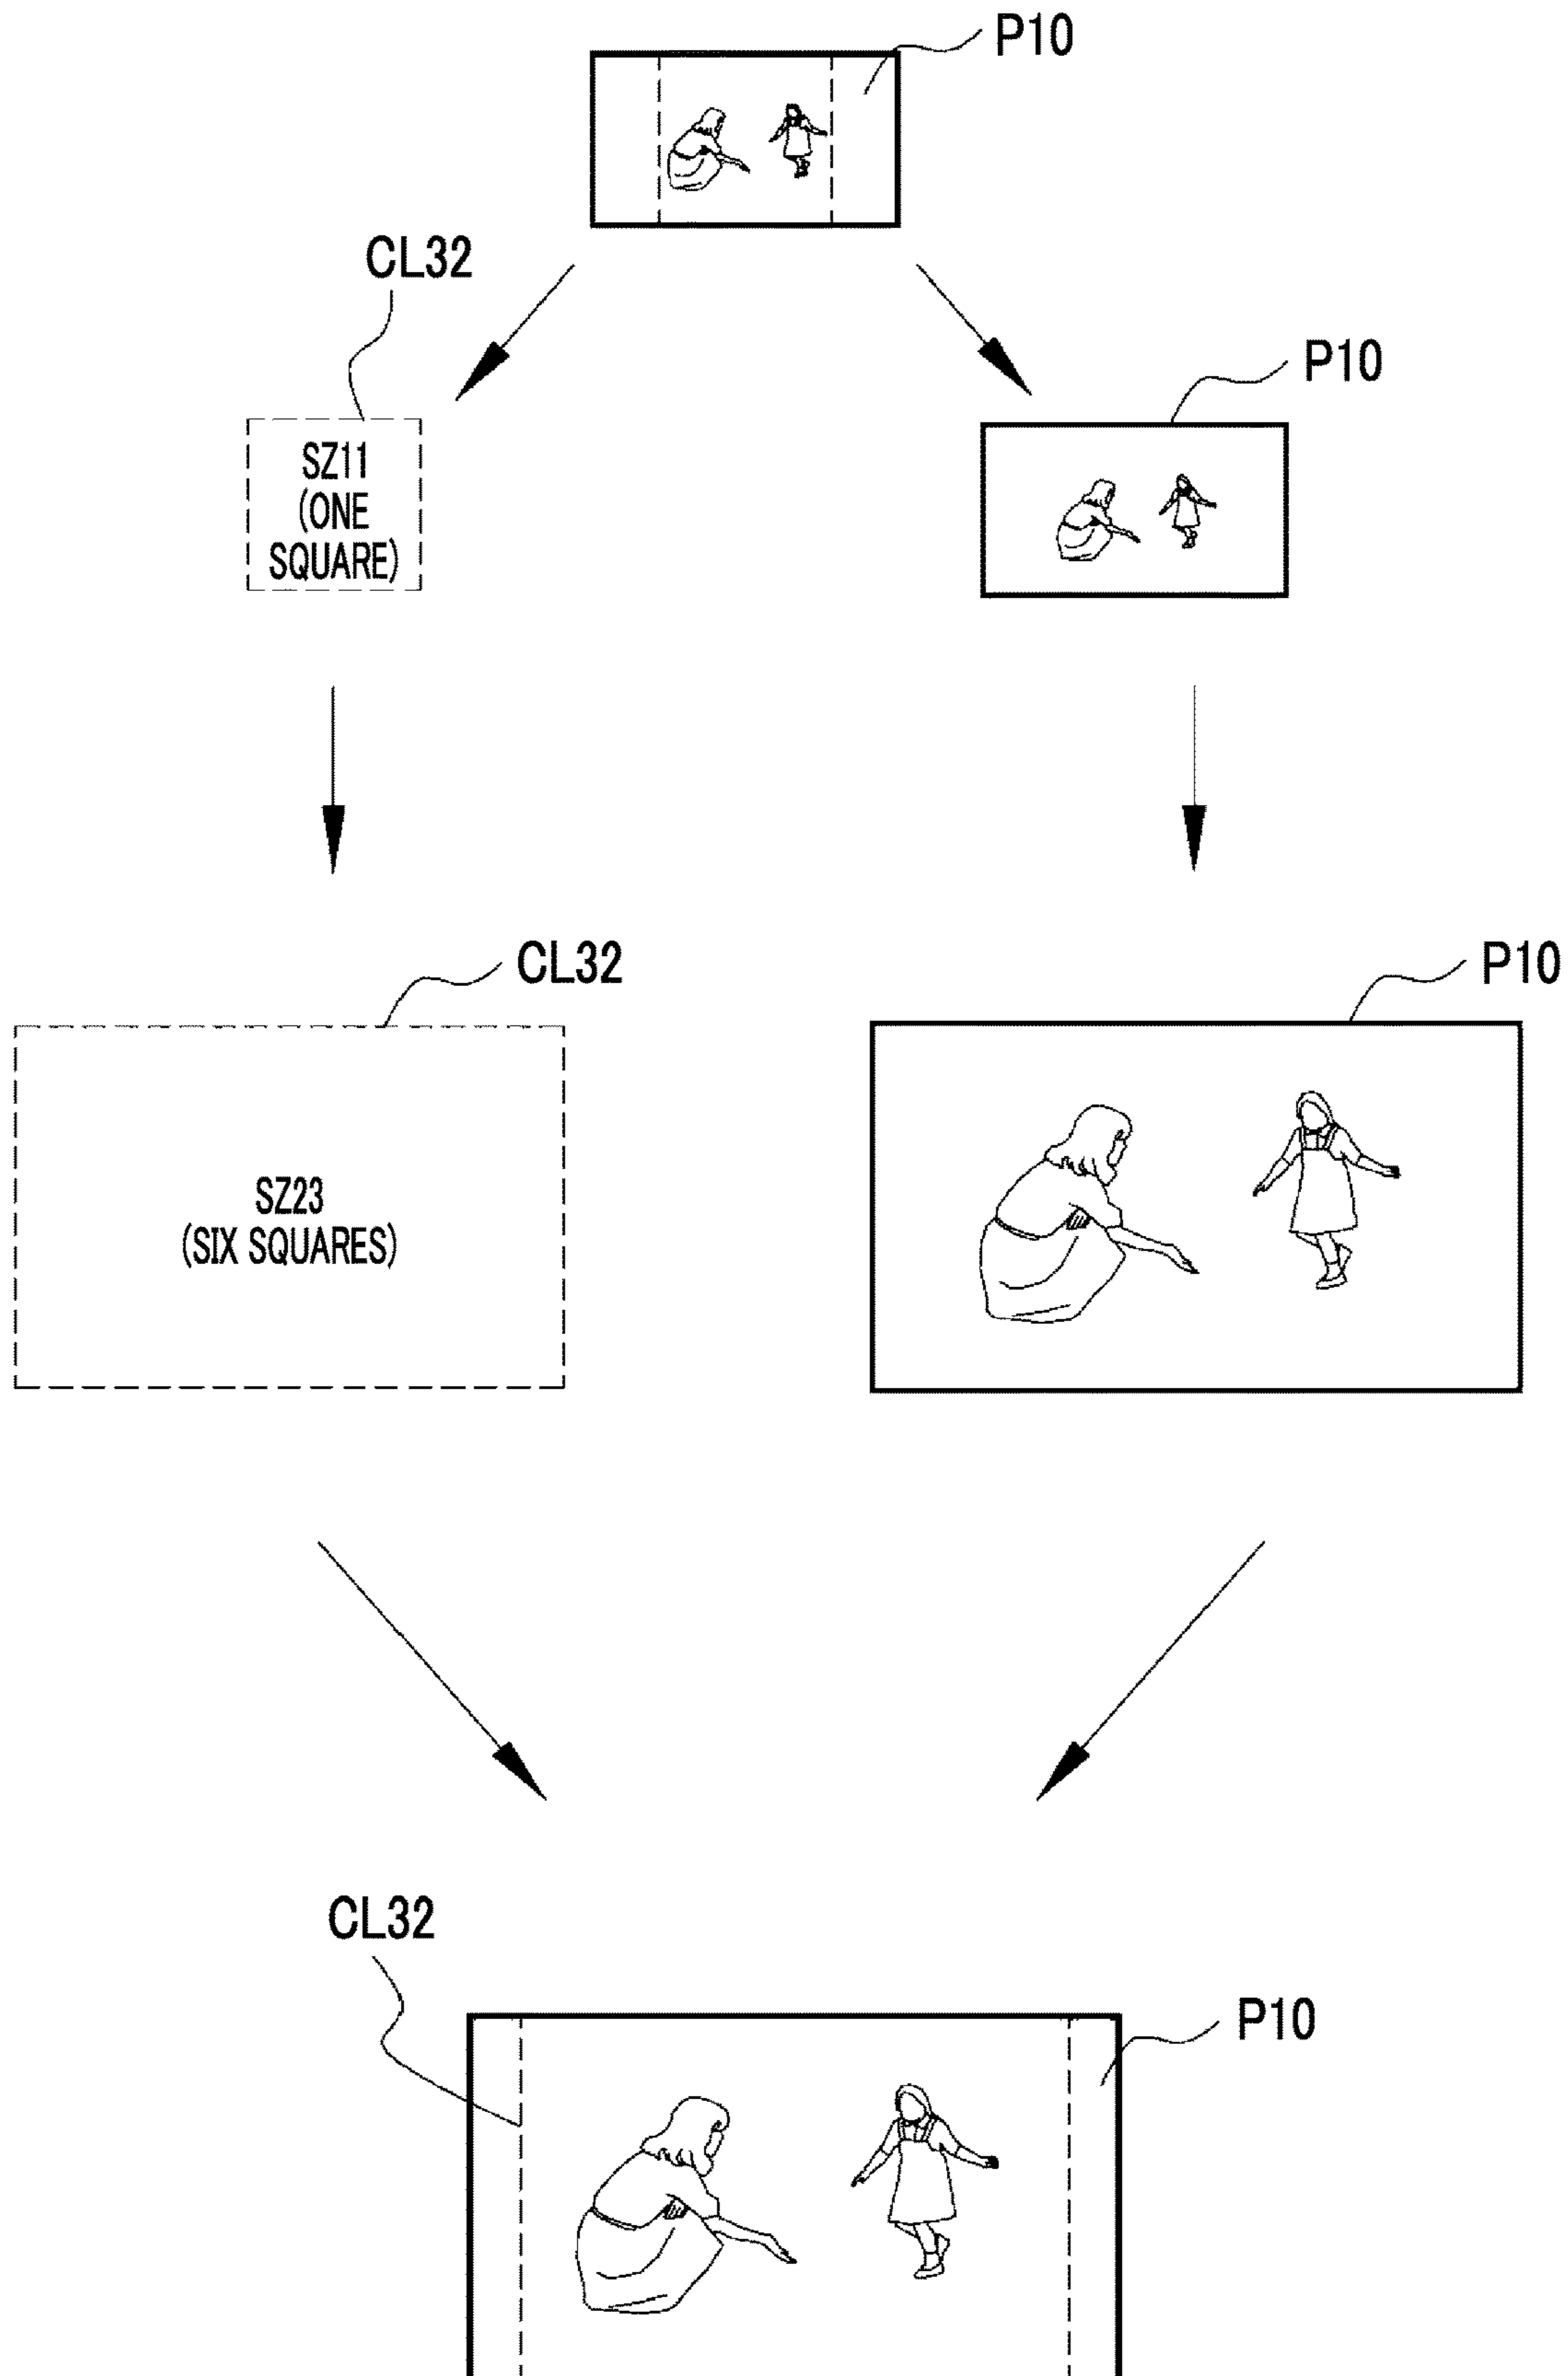 P10
CL32
P10
SZ11
(ONE
SQUARE)
CL32
P10
SZ23
(SIX SQUARES)
CL32
P10